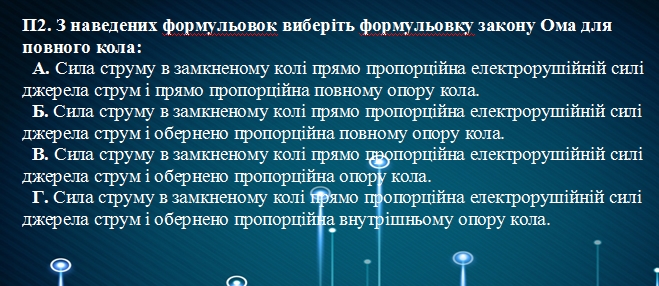 П2. З наведених формульовок виберіть формульовку закону Ома для
повного кола:
А. Сила струму в замкненому колі прямо пропорційна електрорушійній силі
джерела струм і прямо пропорційна повному опору кола.
Б. Сила струму в замкненому колі прямо пропорційна електрорушійній силі
джерела струм і обернено пропорційна повному опору кола.
В. Сила струму в замкненому колі прямо пропорційна електрорушійній силі
джерела струм і обернено пропорційна опору кола.
Г. Сила струму в замкненому колі прямо пропорційна електрорушійній силі
джерела струм і обернено пропорційна внутрішньому опору кола.